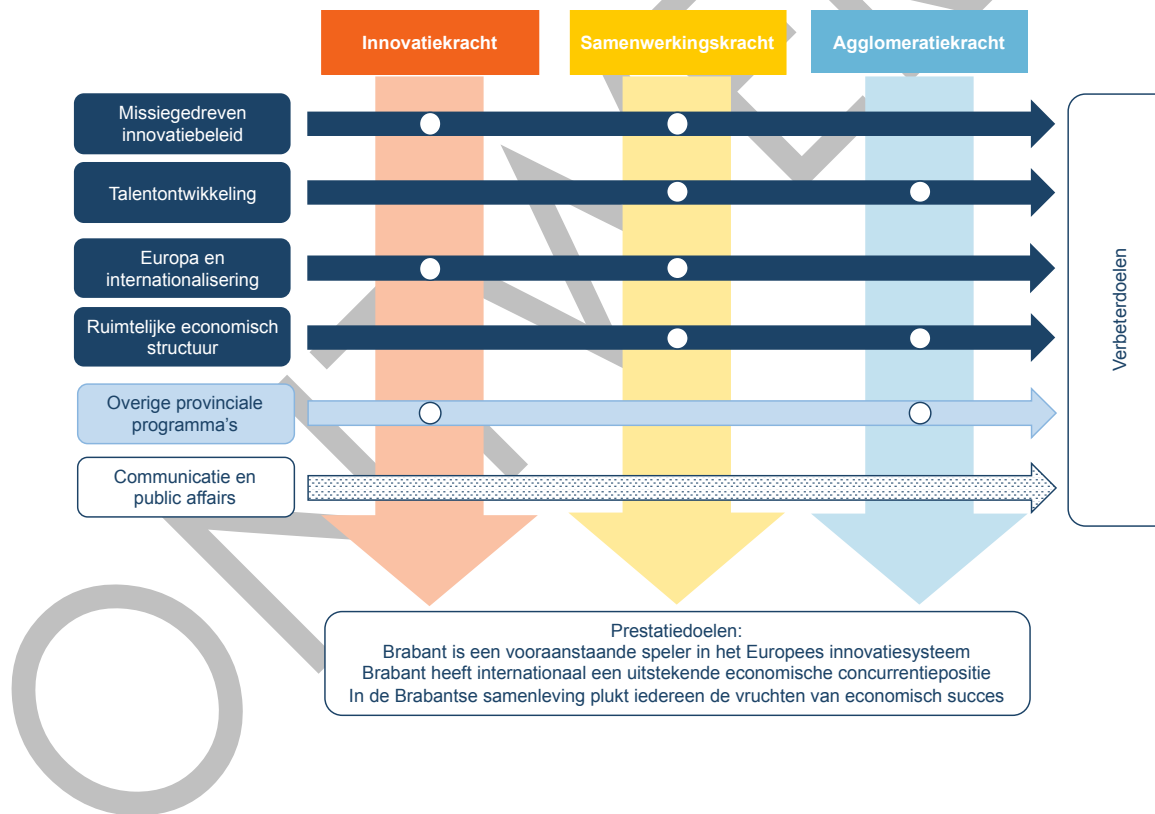 Innovatiekracht
Samenwerkingskracht
Agglomeratiekracht
Missiegedreven
innovatiebeleid
Talentontwikkeling
Europa en
internationalisering
Ruimtelijke economisch
structuur
Overige provinciale
programma's
Communicatie en
public affairs
Verbeterdoelen
Prestatiedoelen:
Brabant is een vooraanstaande speler in het Europees innovatiesysteem
Brabant heeft internationaal een uitstekende economische concurrentiepositie
In de Brabantse samenleving plukt iedereen de vruchten van economisch succes